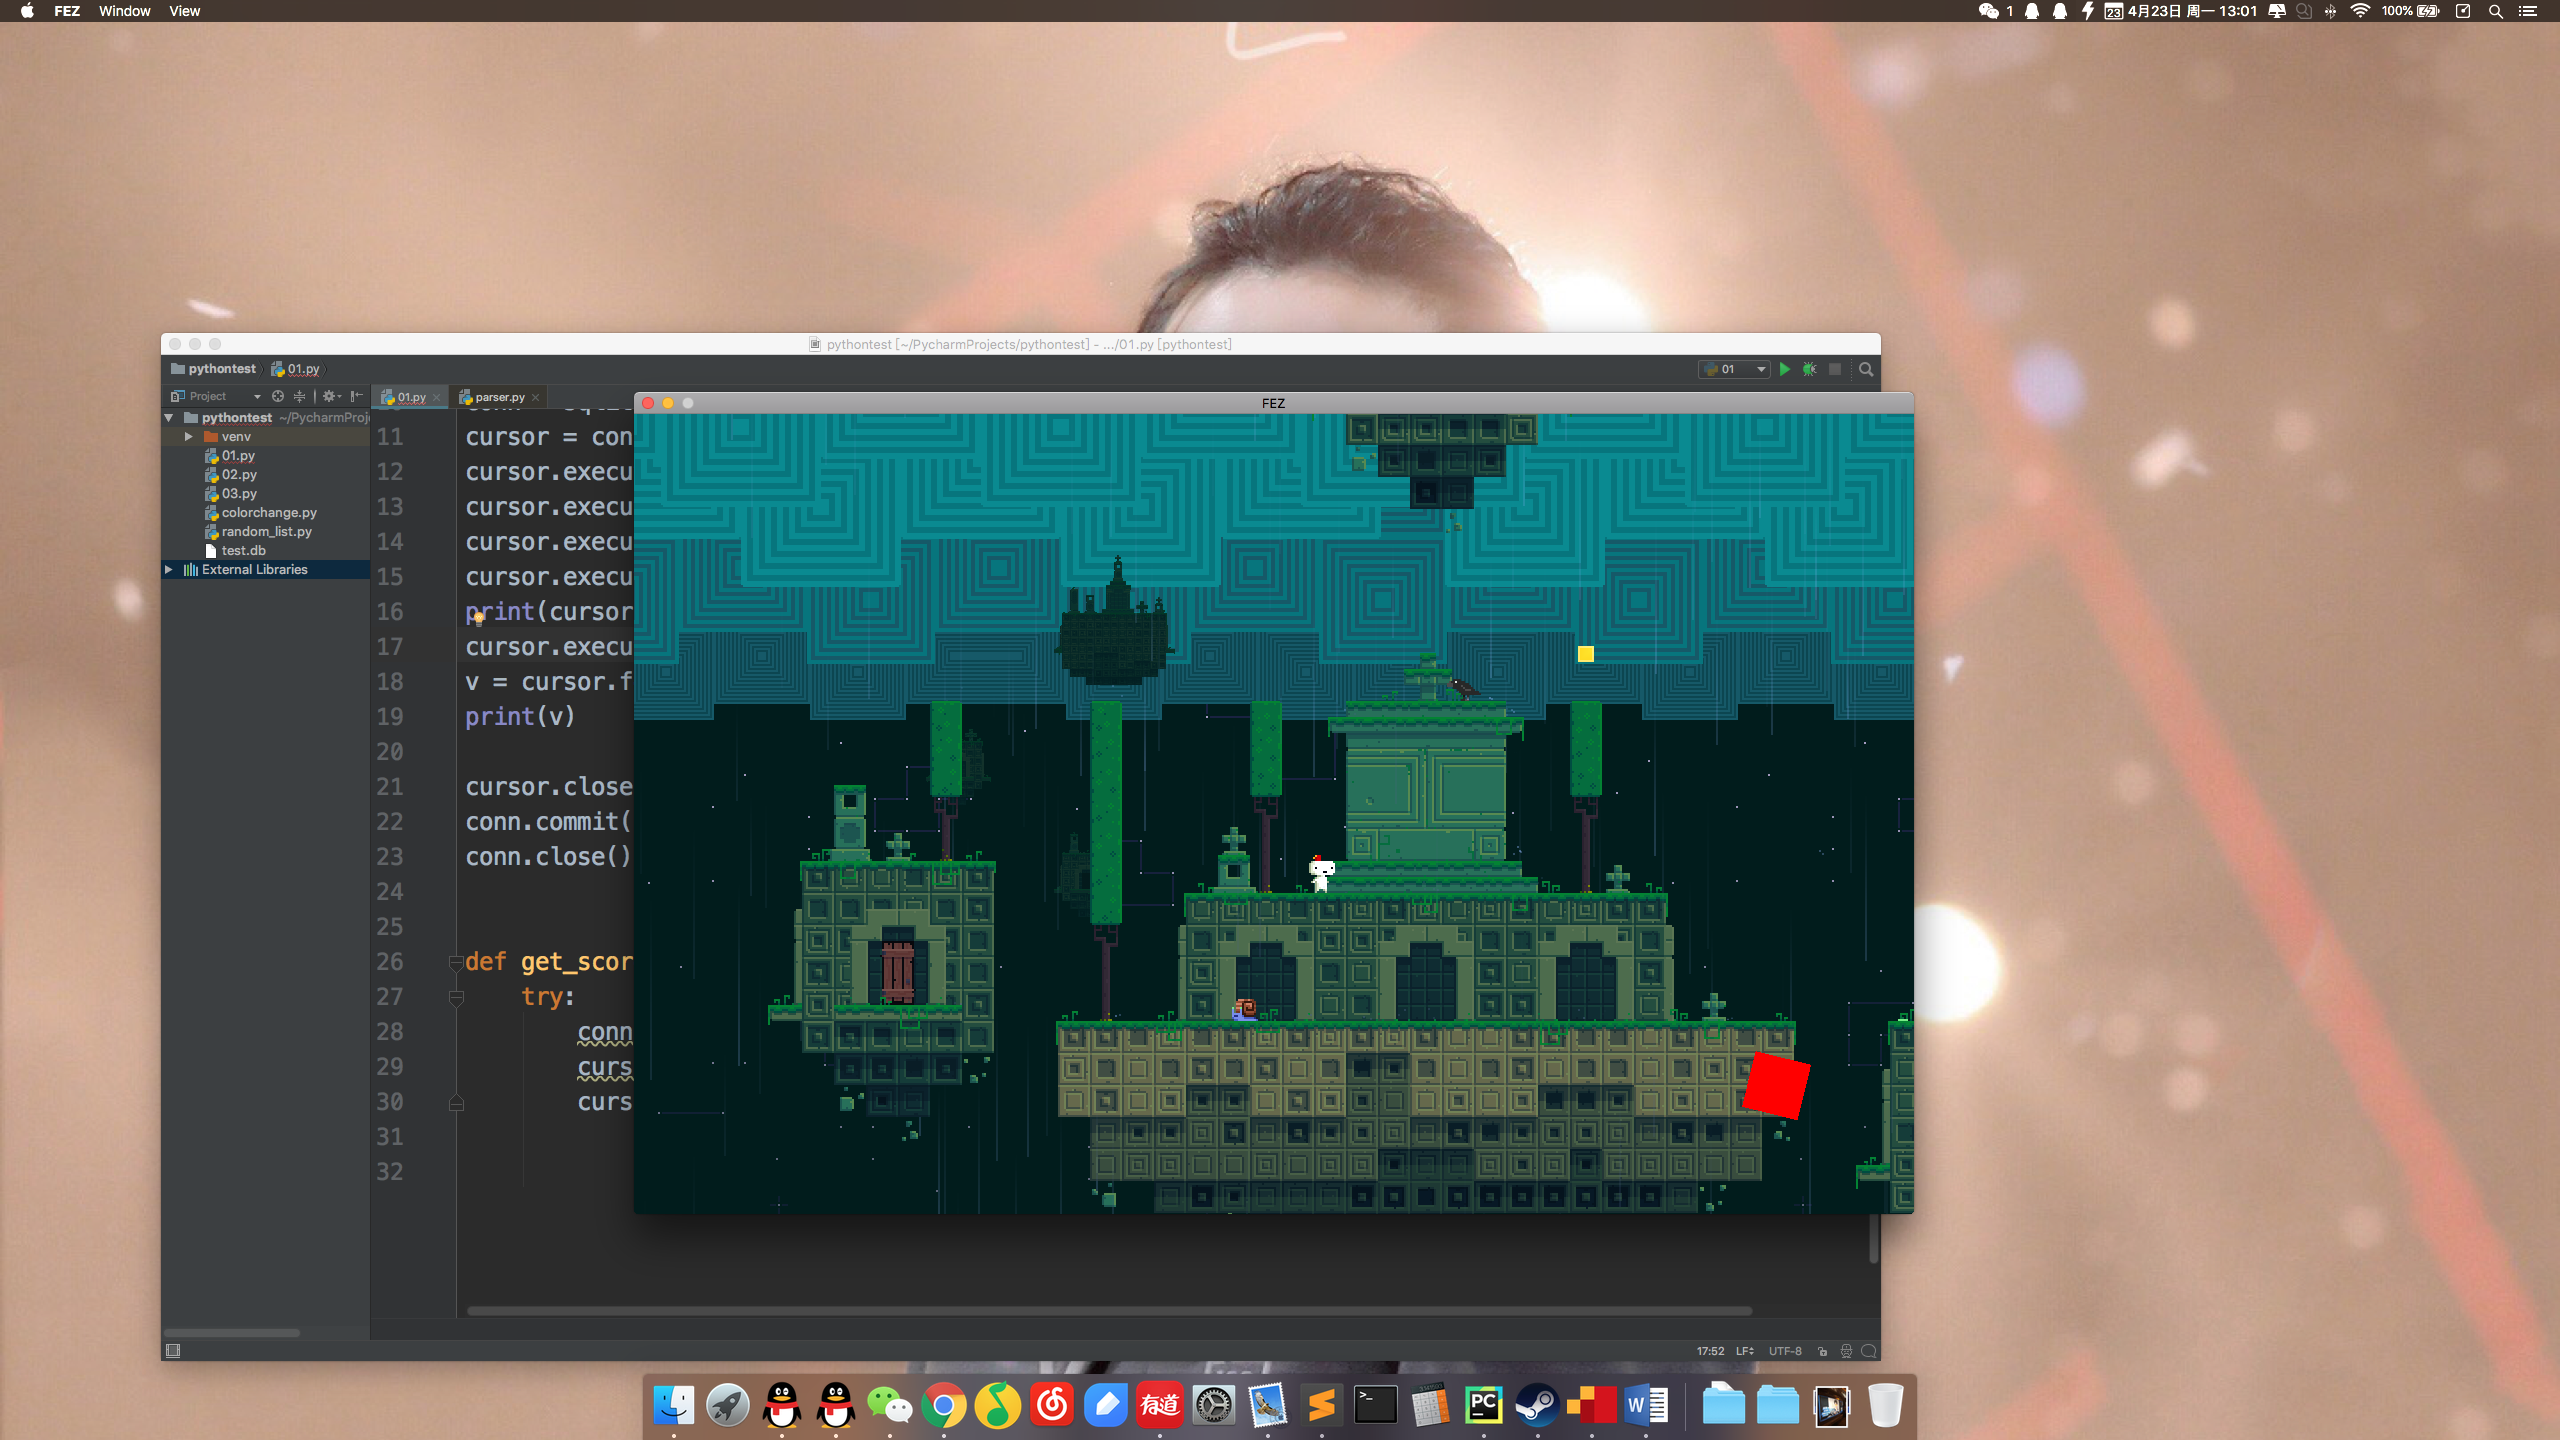 FEZ Window View
1 23 4月23日 周一 13:01 100%
pythontest [~/PycharmProjects/pythontest] - .../01.py [pythontest]
pythontest 01.py
01
Project
01.py
parser.py
FEZ
pythontest ~/PycharmProj
venv
01.py
02.py
03.py
colorchange.py
random_list.py
test.db
External Libraries
11 cursor = con
12 cursor.execu
13 cursor.execu
14 cursor.execu
15 cursor.execu
16 print(cursor
17 cursor.execu
18 v = cursor.f
19 print(v)
20
21 cursor.close
22 conn.commit(
23 conn.close()
24
25
26 def get_scor
27 try:
28 conn
29 curs
30 curs
31
32
17:52 LF UTF-8
有道
>_
PC
W